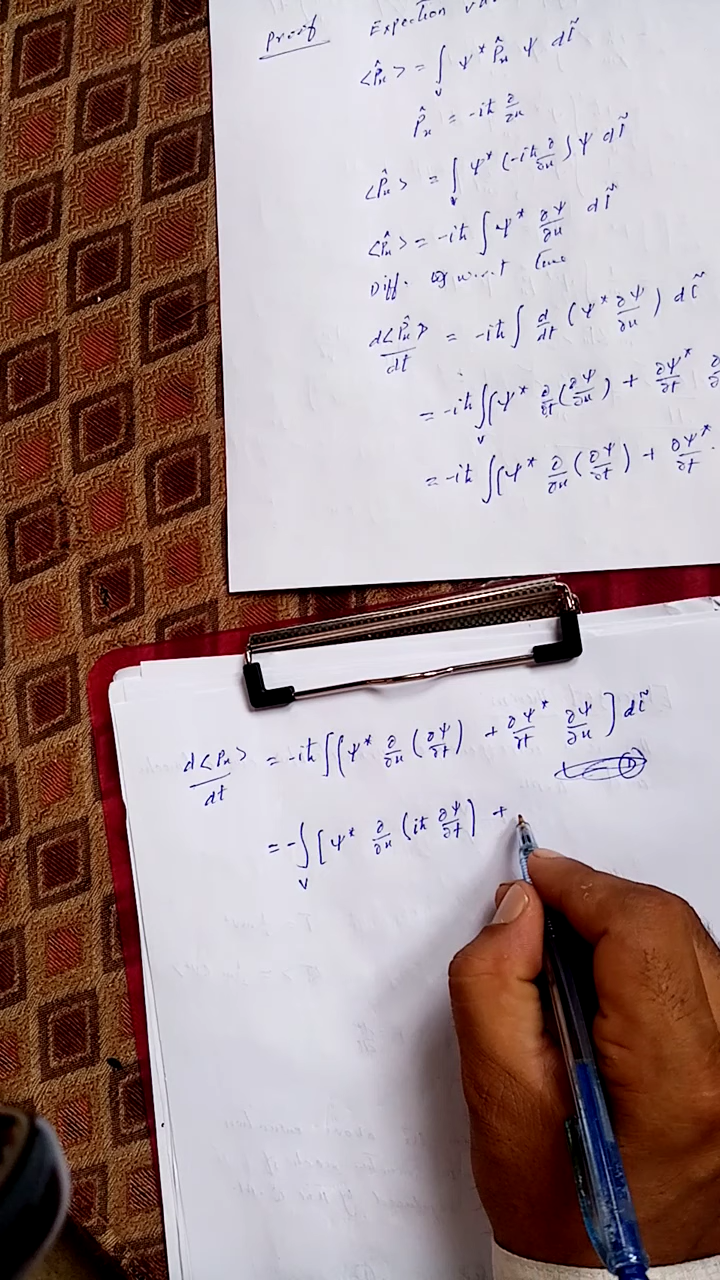 Proof Expection
<P̂ₓ> = ∫ᵥ ψ* P̂ₓ ψ dτ̃
P̂ₓ = -iħ ∂/∂x
<P̂ₓ> = ∫ᵥ ψ* (-iħ ∂/∂x) ψ dτ̃
<P̂ₓ> = -iħ ∫ ψ* ∂ψ/∂x dτ̃
Diff. w.r.t time
d<P̂ₓ>/dt = -iħ ∫ d/dt (ψ* ∂ψ/∂x) dτ̃
= -iħ ∫ᵥ [ψ* ∂/∂t (∂ψ/∂x) + ∂ψ*/∂t
= -iħ ∫ [ψ* ∂/∂x (∂ψ/∂t) + ∂ψ*/∂t .
d<Pₓ>/dt = -iħ ∫ [ψ* ∂/∂x (∂ψ/∂t) + ∂ψ*/∂t ∂ψ/∂x ] dτ̃
= -∫ᵥ [ψ* ∂/∂x (iħ ∂ψ/∂t) +